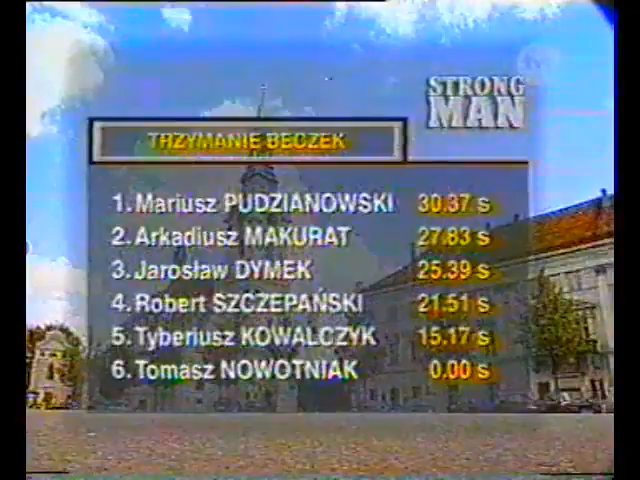 STRONG
MAN
TRZYMANIE BECZEK
1. Mariusz PUDZIANOWSKI 30.37 s
2. Arkadiusz MAKURAT 27.83 s
3. Jarosław DYMEK 25.39 s
4. Robert SZCZEPAŃSKI 21.51 s
5. Tyberiusz KOWALCZYK 15.17 s
6. Tomasz NOWOTNIAK 0.00 s